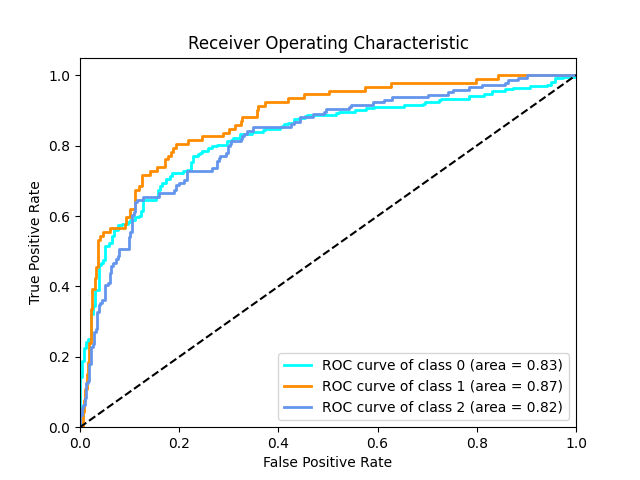 Receiver Operating Characteristic
True Positive Rate
1.0
0.8
0.6
0.4
0.2
0.0
ROC curve of class 0 (area = 0.83)
ROC curve of class 1 (area = 0.87)
ROC curve of class 2 (area = 0.82)
0.0 0.2 0.4 0.6 0.8 1.0
False Positive Rate